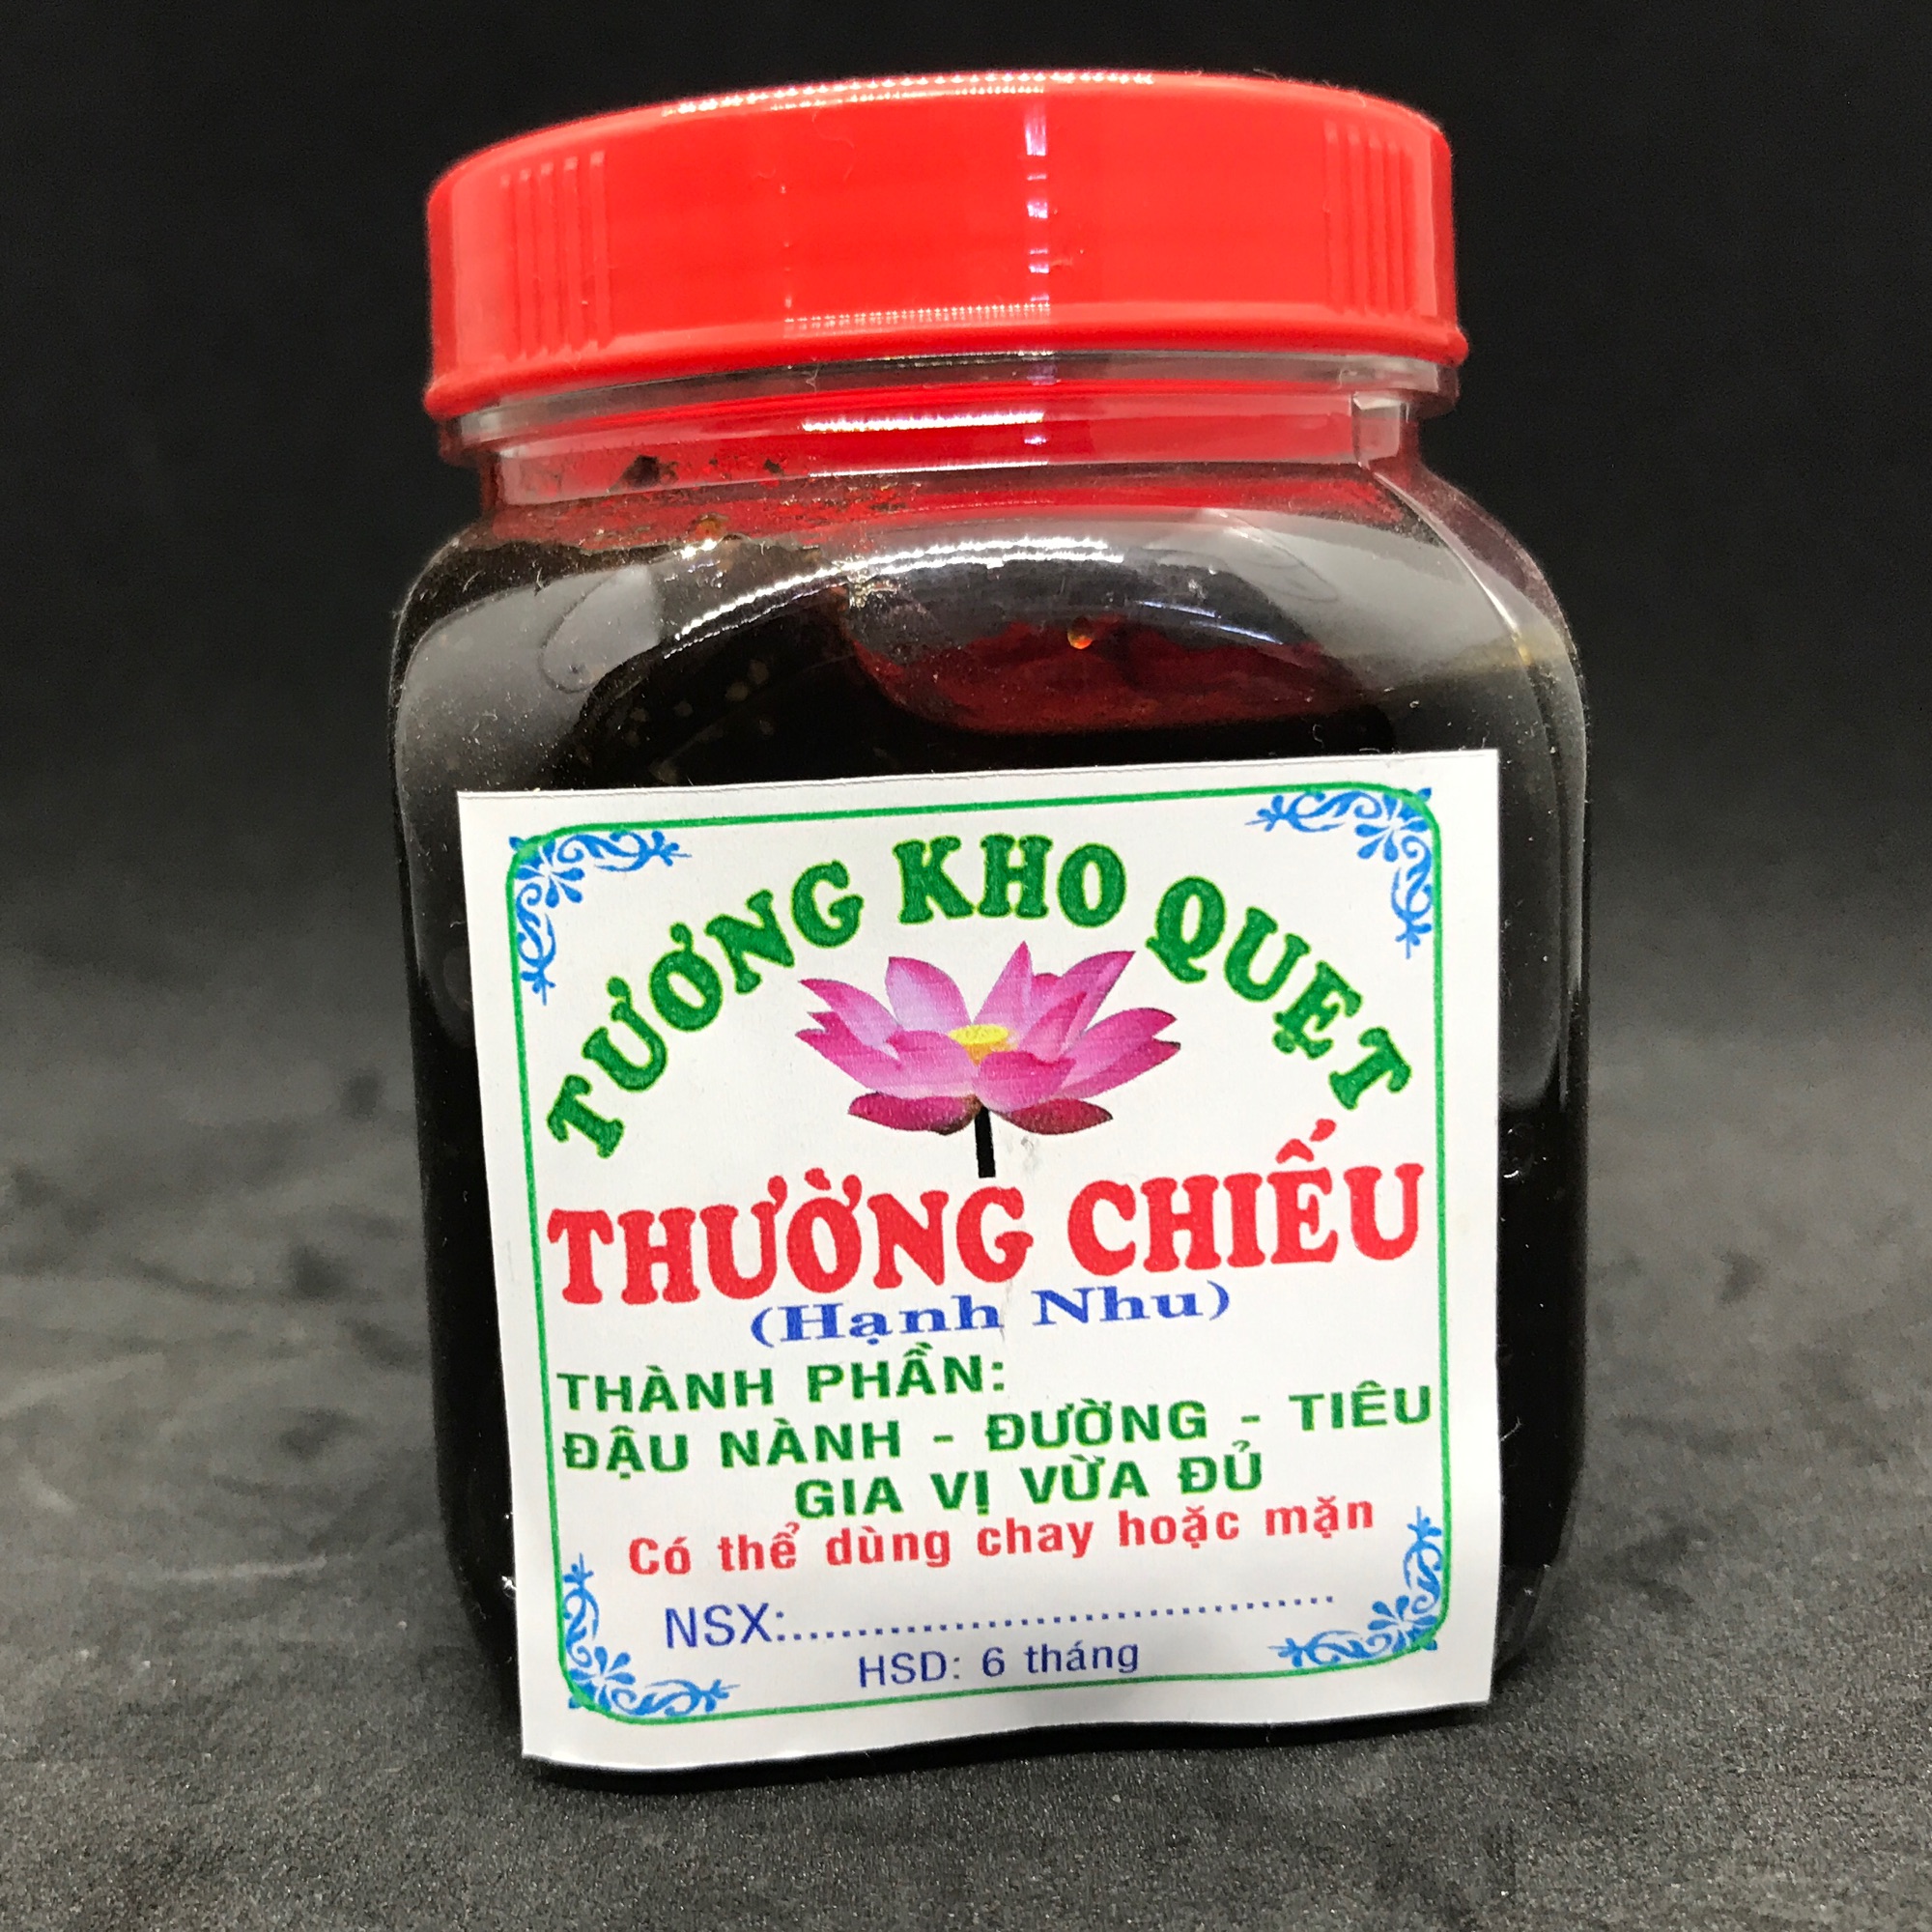 TƯƠNG KHO QUẸT
THƯỜNG CHIẾU
(Hạnh Nhu)
THÀNH PHẦN:
ĐẬU NÀNH - ĐƯỜNG - TIÊU
GIA VỊ VỪA ĐỦ
Có thể dùng chay hoặc mặn
NSX:..........................................
HSD: 6 tháng